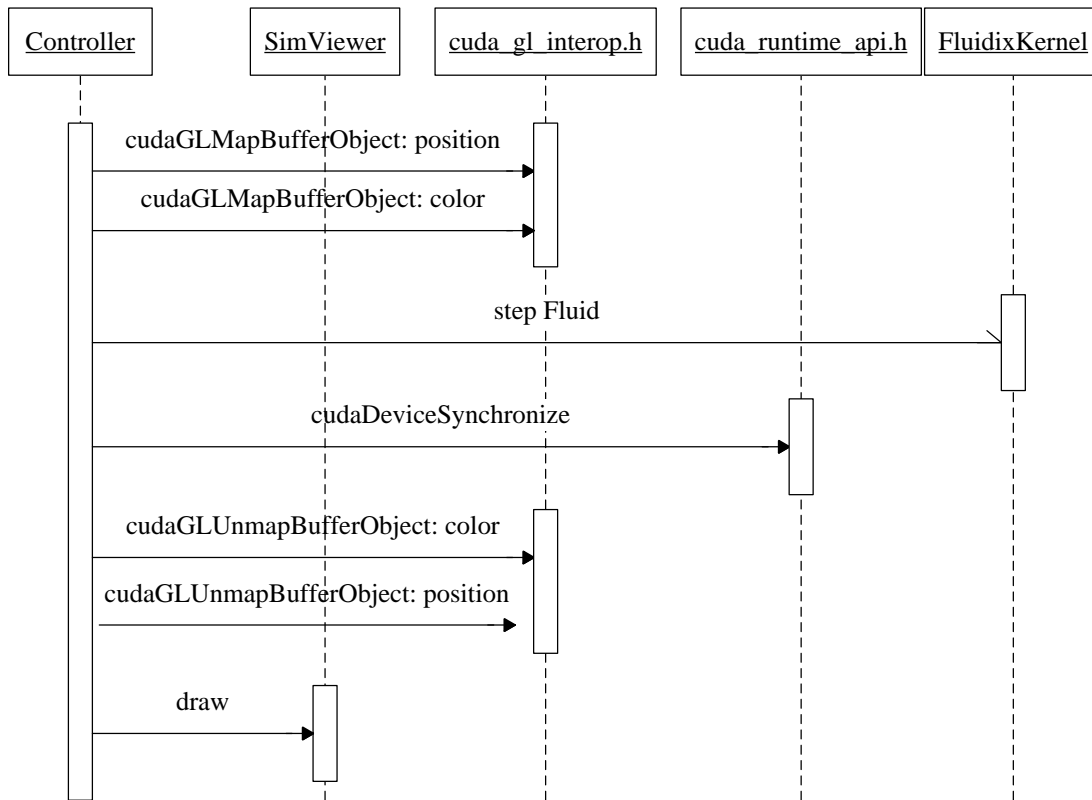 Controller
SimViewer
cuda_gl_interop.h
cuda_runtime_api.h
FluidixKernel
cudaGLMapBufferObject: position
cudaGLMapBufferObject: color
step Fluid
cudaDeviceSynchronize
cudaGLUnmapBufferObject: color
cudaGLUnmapBufferObject: position
draw